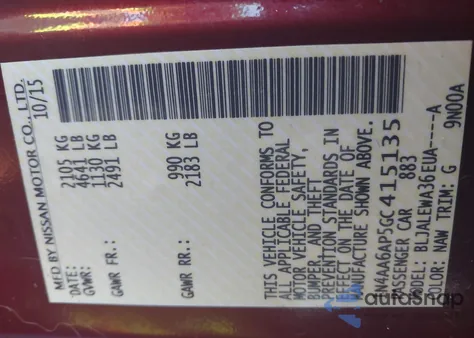 MFD BY NISSAN MOTOR CO., LTD.
DATE: 10/15
GVWR: 2105 KG
4641 LB
GAWR FR.: 1130 KG
2491 LB
GAWR RR.: 990 KG
2183 LB
THIS VEHICLE CONFORMS TO
ALL APPLICABLE FEDERAL
MOTOR VEHICLE SAFETY,
BUMPER, AND THEFT
PREVENTION STANDARDS IN
EFFECT ON THE DATE OF
MANUFACTURE SHOWN ABOVE.
1N4AA6AP5GC415135
PASSENGER CAR 883
MODEL: BLJALEWA36EUA-----A
COLOR: NAW TRIM: G 9N00A
autoSnap